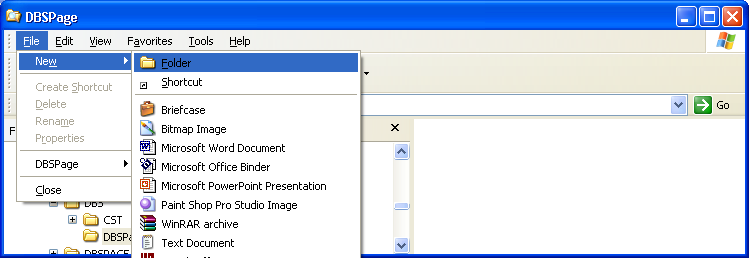 DBSPage
File Edit View Favorites Tools Help
New
Folder
Shortcut
Create Shortcut
Delete
Rename
Properties
DBSPage
Close
Briefcase
Bitmap Image
Microsoft Word Document
Microsoft Office Binder
Microsoft PowerPoint Presentation
Paint Shop Pro Studio Image
WinRAR archive
Text Document
Go
F
DBS
CST
DBSPa
DBSPACE